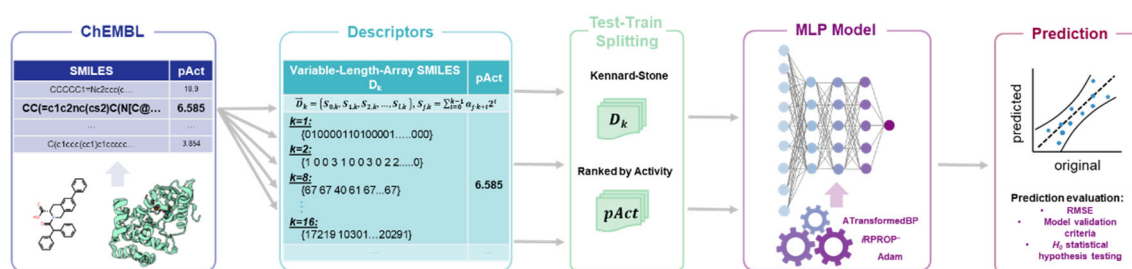 ChEMBL
SMILES pAct
CCCCC1=Nc2ccc(c... 10.9
CC(=c1c2nc(cs2)C(N[C@... 6.585
... ...
C(c1ccc(cc1)c1ccccc... 3.854
Descriptors
Variable-Length-Array SMILES pAct
Dk
D⃗k = {S0,k, S1,k, S2,k, ..., Sl,k}, Sj,k = ∑i=0k−1 aj·k+i 2i
k=1:
{010000110100001.....000}
k=2:
{1 0 0 3 1 0 0 3 0 2 2.....0}
k=8:
{67 67 40 61 67...67}
⋮
k=16:
{17219 10301...20291}
6.585
... ...
Test-Train
Splitting
Kennard-Stone
Dk
Ranked by Activity
pAct
MLP Model
ATransformedBP
iRPROP-
Adam
Prediction
predicted
original
Prediction evaluation:
• RMSE
• Model validation
criteria
• H0 statistical
hypothesis testing